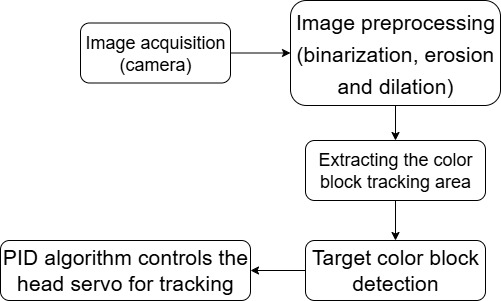 Image acquisition
(camera)
Image preprocessing
(binarization, erosion
and dilation)
Extracting the color
block tracking area
Target color block
detection
PID algorithm controls the
head servo for tracking